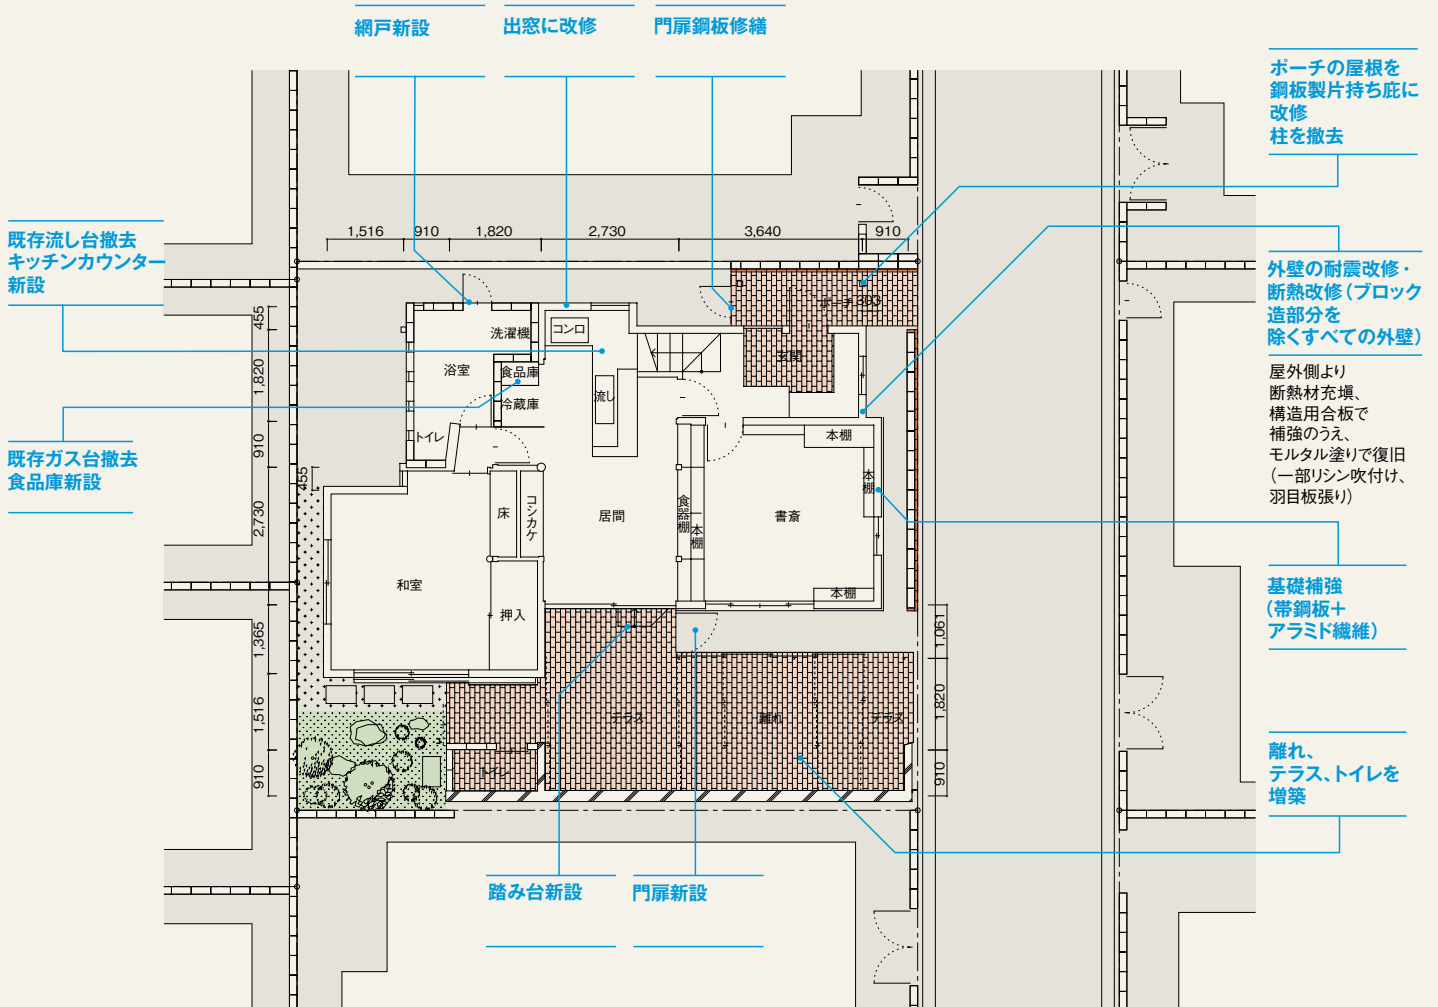 網戸新設
出窓に改修
門扉鋼板修繕
ポーチの屋根を
鋼板製片持ち庇に
改修
柱を撤去
既存流し台撤去
キッチンカウンター
新設
1,516
910
1,820
2,730
3,640
910
外壁の耐震改修・
断熱改修（ブロック
造部分を
除くすべての外壁）
屋外側より
断熱材充塡、
構造用合板で
補強のうえ、
モルタル塗りで復旧
（一部リシン吹付け、
羽目板張り）
ポーチ 303
455
洗濯機
コンロ
玄関
1,820
浴室
食品庫
冷蔵庫
流し
トイレ
本棚
910
既存ガス台撤去
食品庫新設
455
本棚
2,730
床
コシカケ
居間
食器棚
本棚
書斎
和室
押入
本棚
基礎補強
（帯鋼板＋
アラミド繊維）
1,365
1,061
1,516
テラス
離れ
テラス
1,820
910
トイレ
910
離れ、
テラス、トイレを
増築
踏み台新設
門扉新設